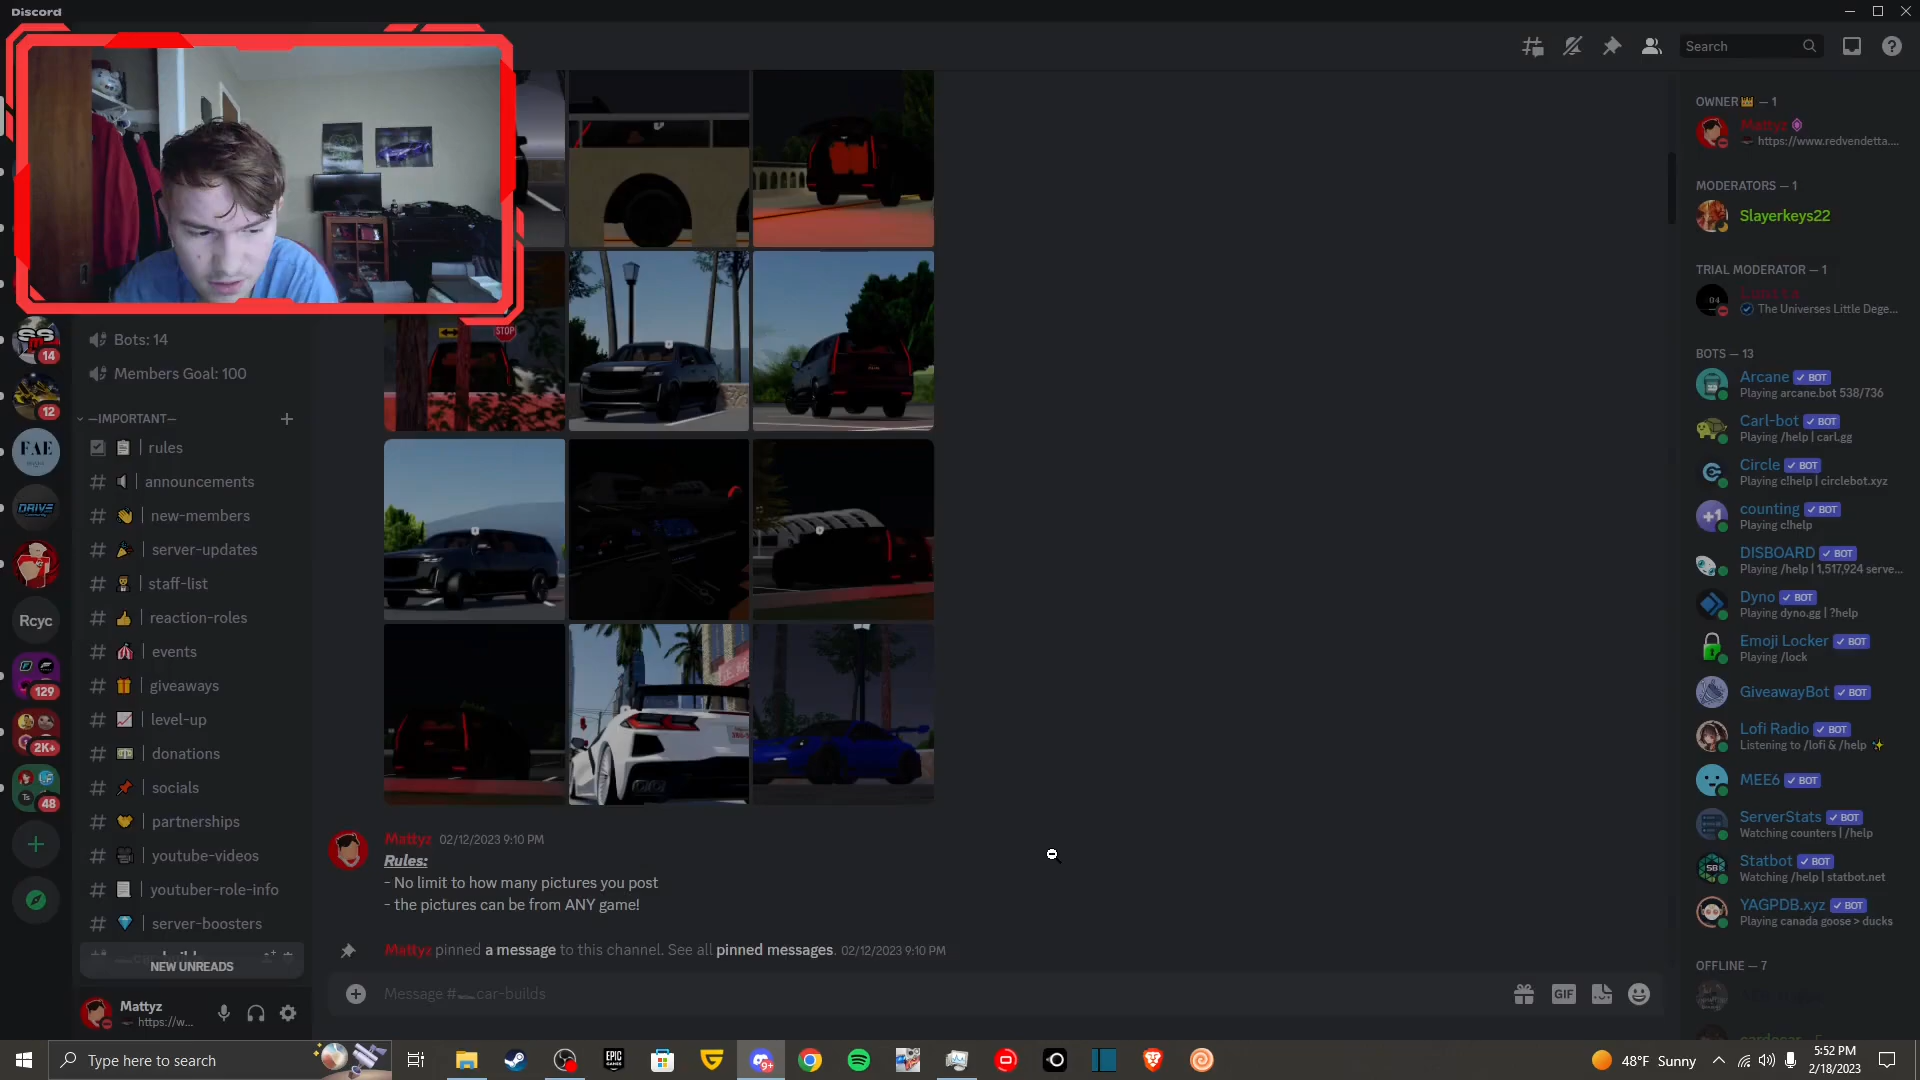 Discord
Search
STOP
Bots: 14
Members Goal: 100
—IMPORTANT—
rules
announcements
new-members
server-updates
staff-list
reaction-roles
events
giveaways
level-up
donations
socials
partnerships
youtube-videos
youtuber-role-info
server-boosters
NEW UNREADS
Mattyz
https://w...
14
12
FAE
DRIVE
Rcyc
129
2K+
Ts
48
Mattyz 02/12/2023 9:10 PM
Rules:
- No limit to how many pictures you post
- the pictures can be from ANY game!
Mattyz pinned a message to this channel. See all pinned messages. 02/12/2023 9:10 PM
Message #car-builds
GIF
OWNER — 1
Mattyz
https://www.redvendetta....
MODERATORS — 1
Slayerkeys22
TRIAL MODERATOR — 1
The Universes Little Dege...
BOTS — 13
Arcane BOT
Playing arcane.bot 538/736
Carl-bot BOT
Playing /help | carl.gg
Circle BOT
Playing c!help | circlebot.xyz
counting BOT
Playing c!help
DISBOARD BOT
Playing /help | 1,517,924 serve...
Dyno BOT
Playing dyno.gg | ?help
Emoji Locker BOT
Playing /lock
GiveawayBot BOT
Lofi Radio BOT
Listening to /lofi & /help
MEE6 BOT
ServerStats BOT
Watching counters | /help
Statbot BOT
Watching /help | statbot.net
YAGPDB.xyz BOT
Playing canada goose > ducks
OFFLINE — 7
Type here to search
EPIC GAMES
9+
48°F Sunny
5:52 PM
2/18/2023